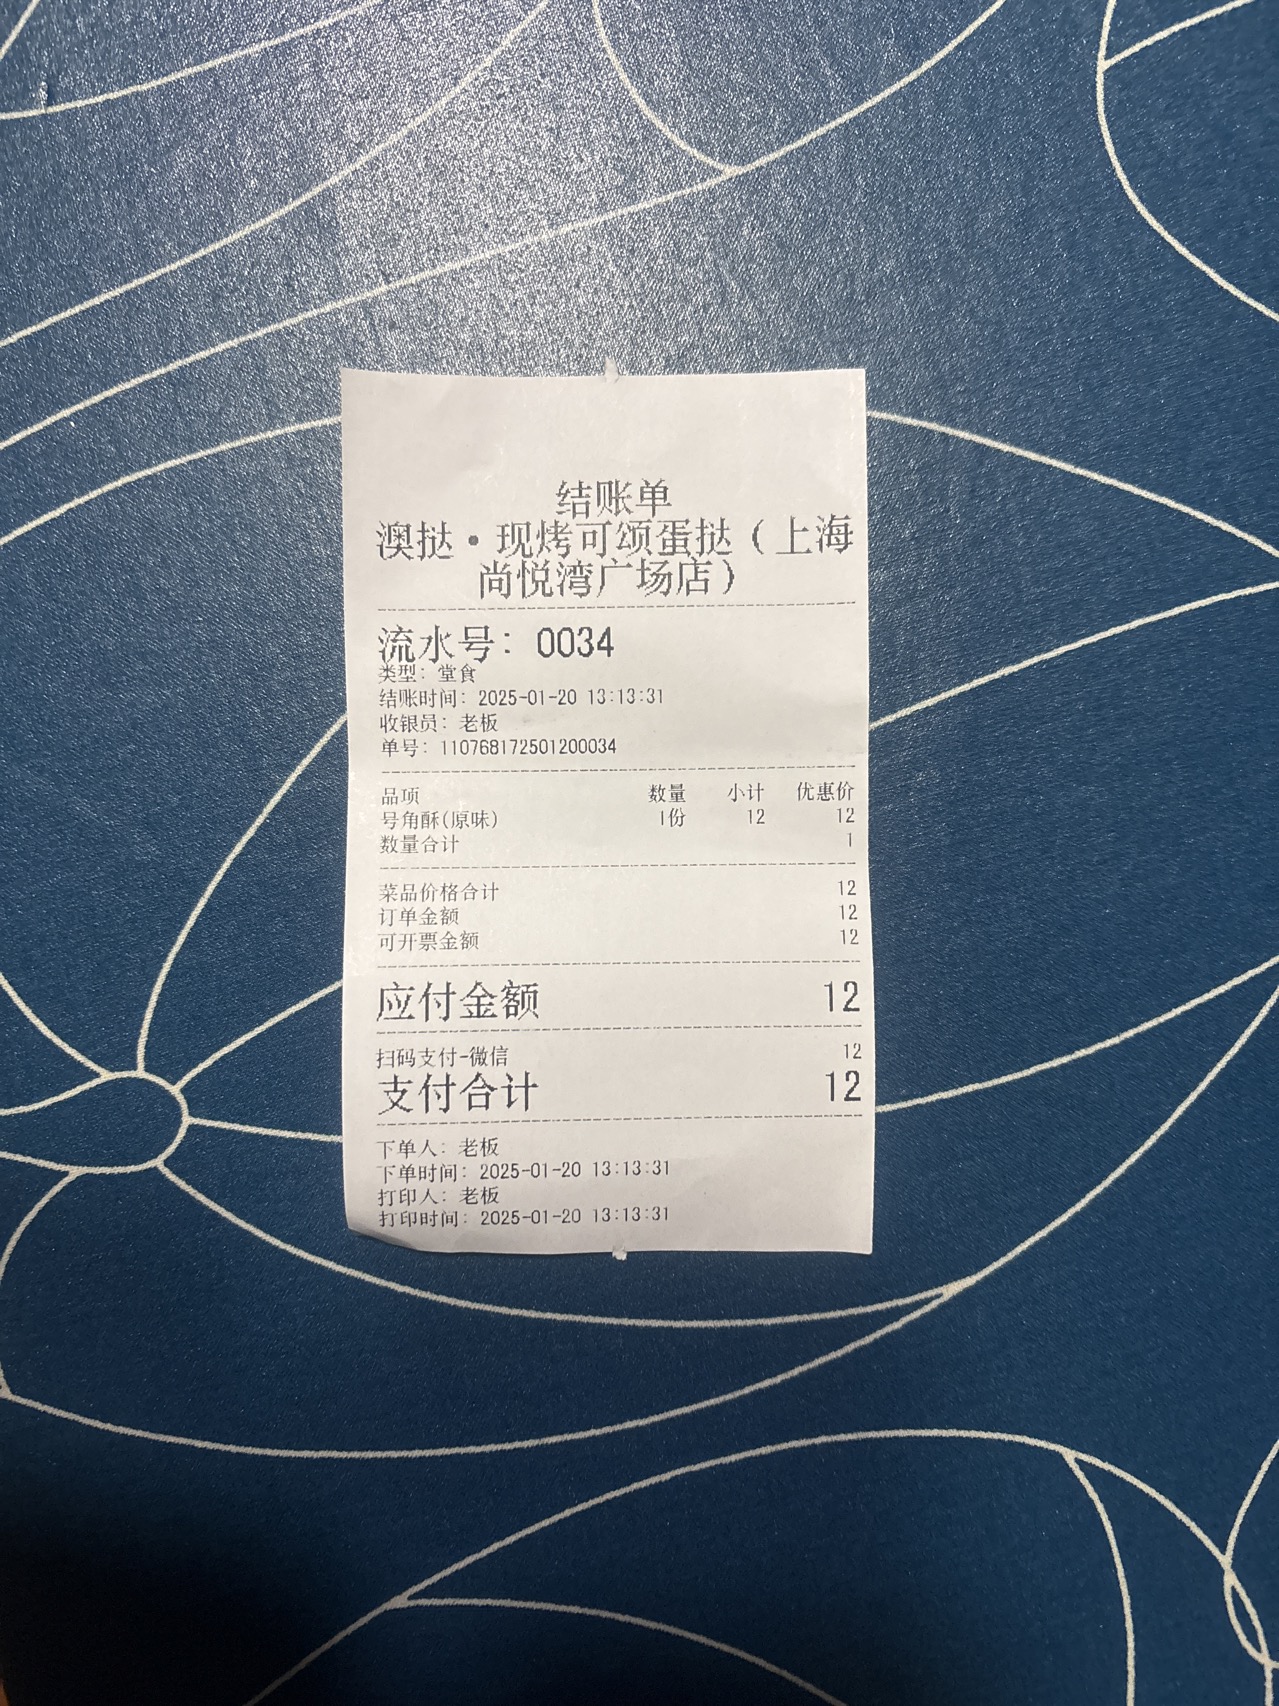 结账单
澳挞·现烤可颂蛋挞（上海
尚悦湾广场店）
流水号: 0034
类型: 堂食
结账时间: 2025-01-20 13:13:31
收银员: 老板
单号: 110768172501200034
品项 数量 小计 优惠价
号角酥(原味) 1份 12 12
数量合计 1
菜品价格合计 12
订单金额 12
可开票金额 12
应付金额 12
扫码支付-微信 12
支付合计 12
下单人: 老板
下单时间: 2025-01-20 13:13:31
打印人: 老板
打印时间: 2025-01-20 13:13:31